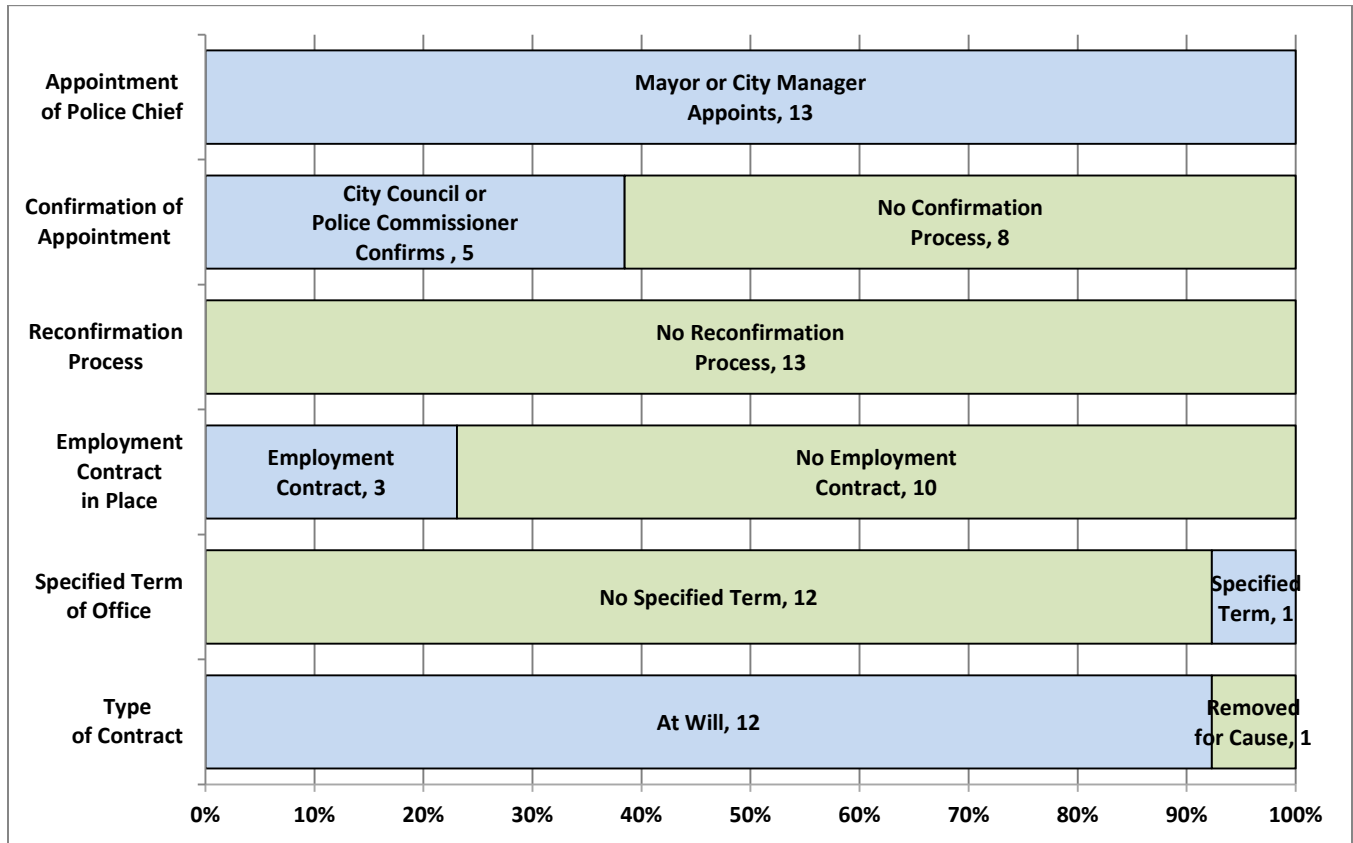 Appointment
of Police Chief
Mayor or City Manager
Appoints, 13
Confirmation of
Appointment
City Council or
Police Commissioner
Confirms , 5
No Confirmation
Process, 8
Reconfirmation
Process
No Reconfirmation
Process, 13
Employment
Contract
in Place
Employment
Contract, 3
No Employment
Contract, 10
Specified Term
of Office
No Specified Term, 12
Specified
Term, 1
Type
of Contract
At Will, 12
Removed
for Cause, 1
0% 10% 20% 30% 40% 50% 60% 70% 80% 90% 100%